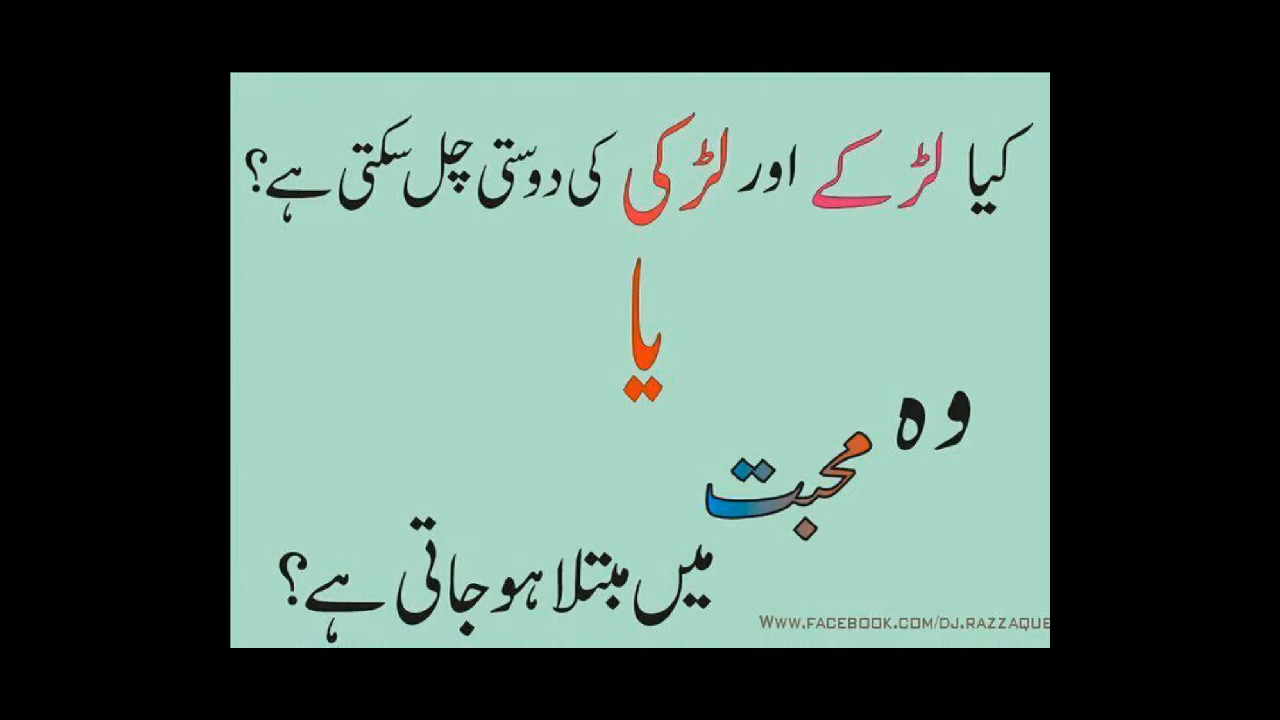 کیا لڑکے اور لڑکی کی دوستی چل سکتی ہے؟
یا
وہ
محبت
میں مبتلا ہو جاتی ہے؟
Www.facebook.com/dj.razzaque